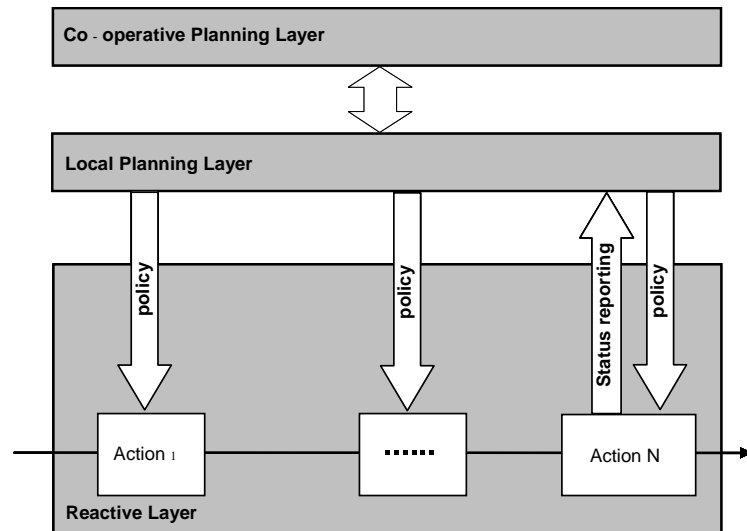 Co - operative Planning Layer
Local Planning Layer
policy
policy
Status reporting
policy
Action 1
......
Action N
Reactive Layer